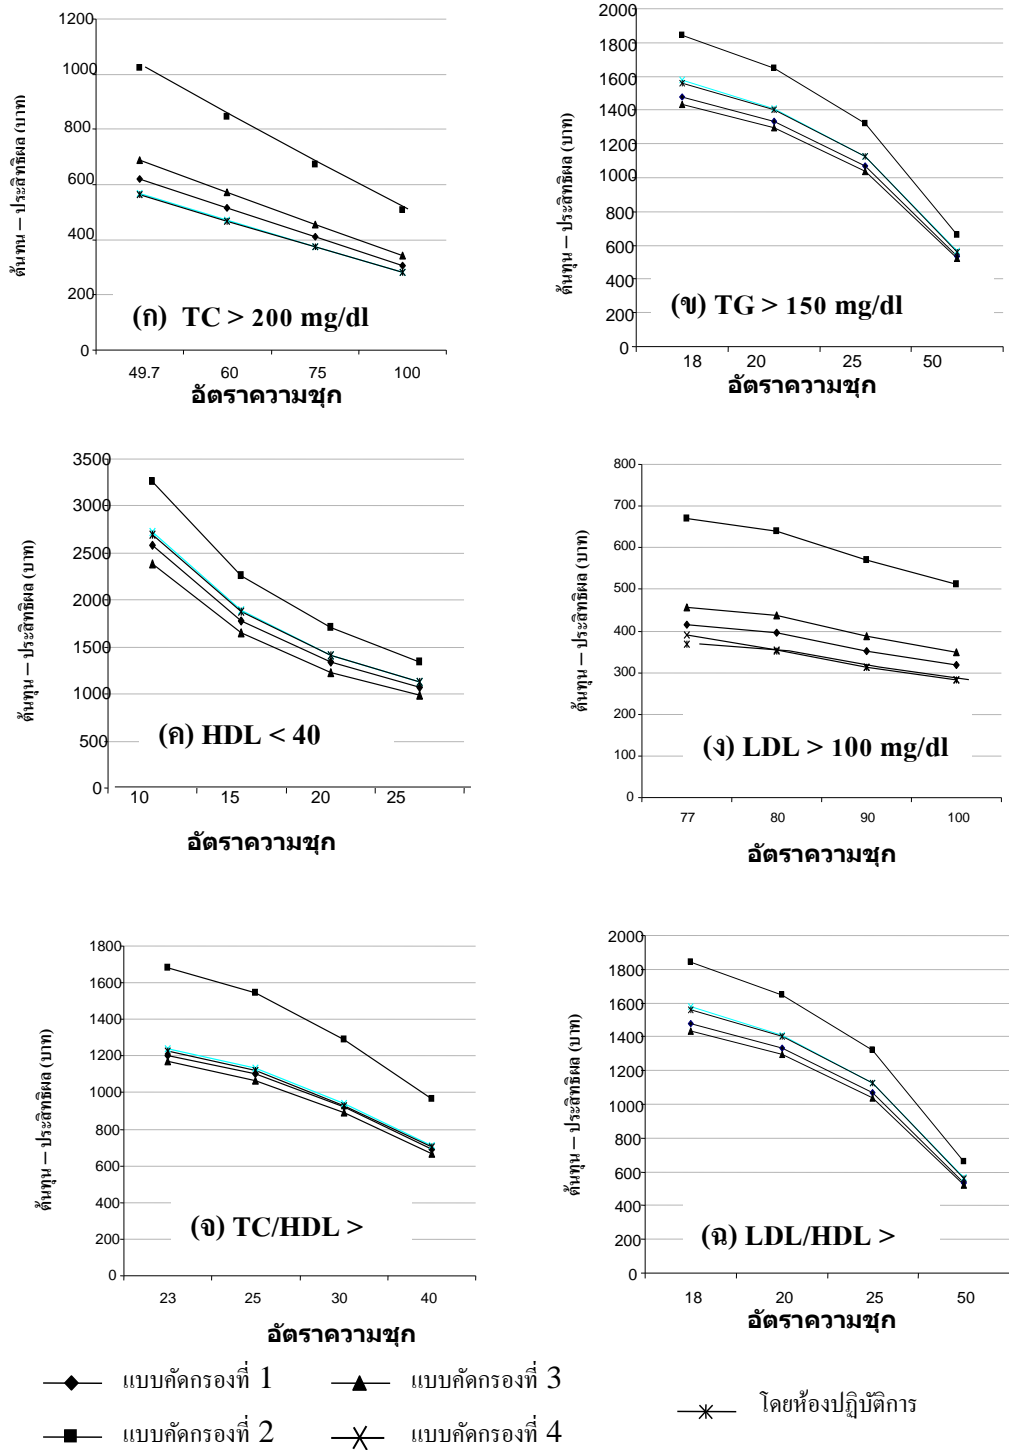 1200
1000
800
600
400
200
0
ต้นทน – ประสิทธิผล (บาท)
(ก) TC > 200 mg/dl
49.7 60 75 100
อัตราความชุก
2000
1800
1600
1400
1200
1000
800
600
400
200
0
ต้นทุน – ประสิทธิผล (บาท)
(ข) TG > 150 mg/dl
18 20 25 50
อัตราความชุก
3500
3000
2500
2000
1500
1000
500
0
ต้นทุน – ประสิทธิผล (บาท)
(ค) HDL < 40
10 15 20 25
อัตราความชุก
800
700
600
500
400
300
200
100
0
ต้นทุน – ประสิทธิผล (บาท)
(ง) LDL > 100 mg/dl
77 80 90 100
อัตราความชุก
1800
1600
1400
1200
1000
800
600
400
200
0
ต้นทุน – ประสิทธิผล (บาท)
(จ) TC/HDL >
23 25 30 40
อัตราความชุก
2000
1800
1600
1400
1200
1000
800
600
400
200
0
ต้นทุน – ประสิทธิผล (บาท)
(ฉ) LDL/HDL >
18 20 25 50
อัตราความชุก
แบบคัดกรองที่ 1 แบบคัดกรองที่ 3 โดยห้องปฏิบัติการ
แบบคัดกรองที่ 2 แบบคัดกรองที่ 4